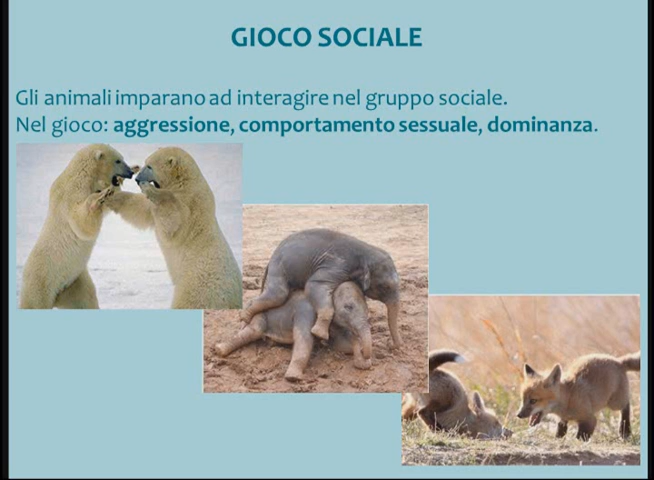 GIOCO SOCIALE
Gli animali imparano ad interagire nel gruppo sociale.
Nel gioco: aggressione, comportamento sessuale, dominanza.